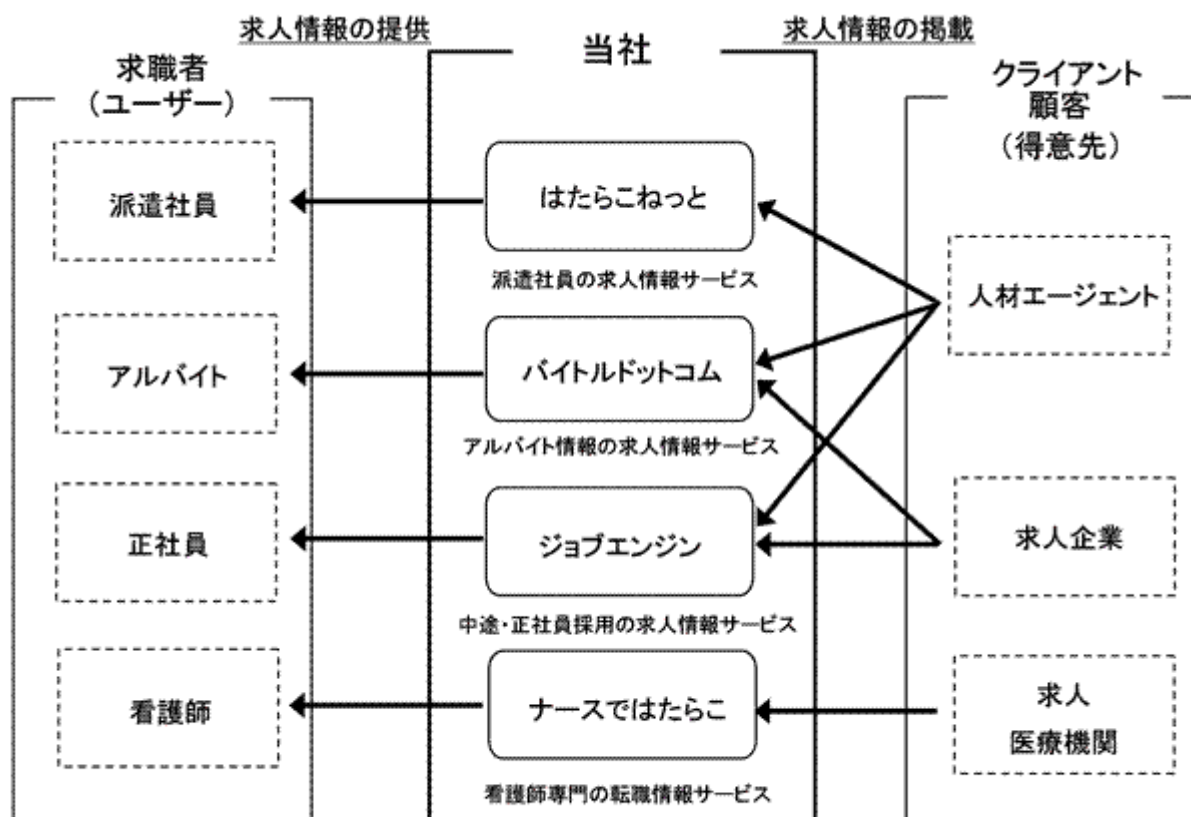 求人情報の提供
当社
求人情報の掲載
求職者
（ユーザー）
クライアント
顧客
（得意先）
派遣社員
はたらこねっと
派遣社員の求人情報サービス
人材エージェント
アルバイト
バイトルドットコム
アルバイト情報の求人情報サービス
正社員
ジョブエンジン
中途・正社員採用の求人情報サービス
求人企業
看護師
ナースではたらこ
看護師専門の転職情報サービス
求人
医療機関